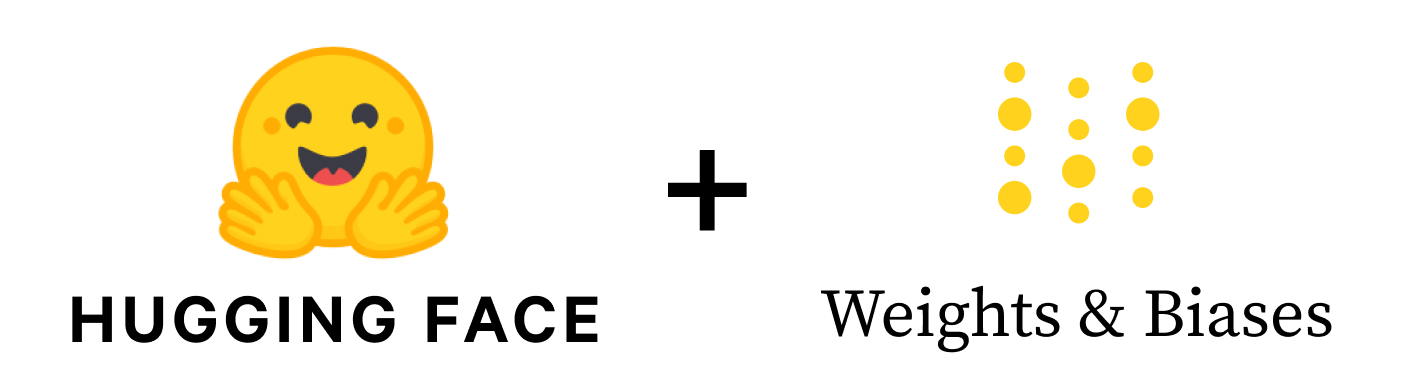 HUGGING FACE
+
Weights & Biases